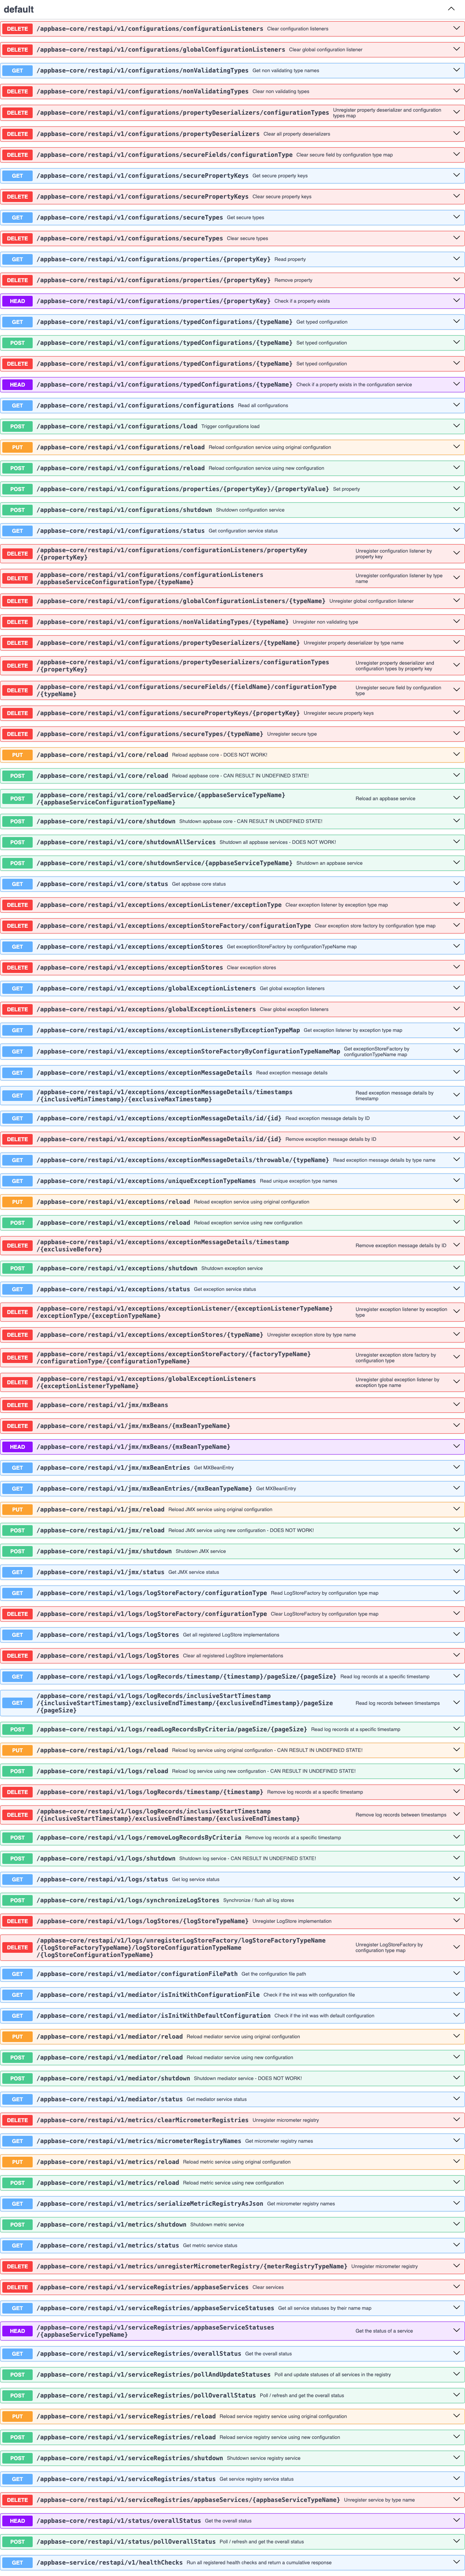 default
DELETE /appbase-core/restapi/v1/configurations/configurationListeners Clear configuration listeners
DELETE /appbase-core/restapi/v1/configurations/globalConfigurationListeners Clear global configuration listener
GET /appbase-core/restapi/v1/configurations/nonValidatingTypes Get non validating type names
DELETE /appbase-core/restapi/v1/configurations/nonValidatingTypes Clear non validating types
DELETE /appbase-core/restapi/v1/configurations/propertyDeserializers/configurationTypes Unregister property deserializer and configuration
types map
DELETE /appbase-core/restapi/v1/configurations/propertyDeserializers Clear all property deserializers
DELETE /appbase-core/restapi/v1/configurations/secureFields/configurationType Clear secure field by configuration type map
GET /appbase-core/restapi/v1/configurations/securePropertyKeys Get secure property keys
DELETE /appbase-core/restapi/v1/configurations/securePropertyKeys Clear secure property keys
GET /appbase-core/restapi/v1/configurations/secureTypes Get secure types
DELETE /appbase-core/restapi/v1/configurations/secureTypes Clear secure types
GET /appbase-core/restapi/v1/configurations/properties/{propertyKey} Read property
DELETE /appbase-core/restapi/v1/configurations/properties/{propertyKey} Remove property
HEAD /appbase-core/restapi/v1/configurations/properties/{propertyKey} Check if a property exists
GET /appbase-core/restapi/v1/configurations/typedConfigurations/{typeName} Get typed configuration
POST /appbase-core/restapi/v1/configurations/typedConfigurations/{typeName} Set typed configuration
DELETE /appbase-core/restapi/v1/configurations/typedConfigurations/{typeName} Set typed configuration
HEAD /appbase-core/restapi/v1/configurations/typedConfigurations/{typeName} Check if a property exists in the configuration service
GET /appbase-core/restapi/v1/configurations/configurations Read all configurations
POST /appbase-core/restapi/v1/configurations/load Trigger configurations load
PUT /appbase-core/restapi/v1/configurations/reload Reload configuration service using original configuration
POST /appbase-core/restapi/v1/configurations/reload Reload configuration service using new configuration
POST /appbase-core/restapi/v1/configurations/properties/{propertyKey}/{propertyValue} Set property
POST /appbase-core/restapi/v1/configurations/shutdown Shutdown configuration service
GET /appbase-core/restapi/v1/configurations/status Get configuration service status
DELETE /appbase-core/restapi/v1/configurations/configurationListeners/propertyKey Unregister configuration listener by
/{propertyKey} property key
DELETE /appbase-core/restapi/v1/configurations/configurationListeners Unregister configuration listener by type
/appbaseServiceConfigurationType/{typeName} name
DELETE /appbase-core/restapi/v1/configurations/globalConfigurationListeners/{typeName} Unregister global configuration listener
DELETE /appbase-core/restapi/v1/configurations/nonValidatingTypes/{typeName} Unregister non validating type
DELETE /appbase-core/restapi/v1/configurations/propertyDeserializers/{typeName} Unregister property deserializer by type name
DELETE /appbase-core/restapi/v1/configurations/propertyDeserializers/configurationTypes Unregister property deserializer and
/{propertyKey} configuration types by property key
DELETE /appbase-core/restapi/v1/configurations/secureFields/{fieldName}/configurationType Unregister secure field by configuration
/{typeName} type
DELETE /appbase-core/restapi/v1/configurations/securePropertyKeys/{propertyKey} Unregister secure property keys
DELETE /appbase-core/restapi/v1/configurations/secureTypes/{typeName} Unregister secure type
PUT /appbase-core/restapi/v1/core/reload Reload appbase core - DOES NOT WORK!
POST /appbase-core/restapi/v1/core/reload Reload appbase core - CAN RESULT IN UNDEFINED STATE!
POST /appbase-core/restapi/v1/core/reloadService/{appbaseServiceTypeName} Reload an appbase service
/{appbaseServiceConfigurationTypeName}
POST /appbase-core/restapi/v1/core/shutdown Shutdown appbase core - CAN RESULT IN UNDEFINED STATE!
POST /appbase-core/restapi/v1/core/shutdownAllServices Shutdown all appbase services - DOES NOT WORK!
POST /appbase-core/restapi/v1/core/shutdownService/{appbaseServiceTypeName} Shutdown an appbase service
GET /appbase-core/restapi/v1/core/status Get appbase core status
DELETE /appbase-core/restapi/v1/exceptions/exceptionListener/exceptionType Clear exception listener by exception type map
DELETE /appbase-core/restapi/v1/exceptions/exceptionStoreFactory/configurationType Clear exception store factory by configuration type map
GET /appbase-core/restapi/v1/exceptions/exceptionStores Get exceptionStoreFactory by configurationTypeName map
DELETE /appbase-core/restapi/v1/exceptions/exceptionStores Clear exception stores
GET /appbase-core/restapi/v1/exceptions/globalExceptionListeners Get global exception listeners
DELETE /appbase-core/restapi/v1/exceptions/globalExceptionListeners Clear global exception listeners
GET /appbase-core/restapi/v1/exceptions/exceptionListenersByExceptionTypeMap Get exception listener by exception type map
GET /appbase-core/restapi/v1/exceptions/exceptionStoreFactoryByConfigurationTypeNameMap Get exceptionStoreFactory by
configurationTypeName map
GET /appbase-core/restapi/v1/exceptions/exceptionMessageDetails Read exception message details
GET /appbase-core/restapi/v1/exceptions/exceptionMessageDetails/timestamps Read exception message details by
/{inclusiveMinTimestamp}/{exclusiveMaxTimestamp} timestamp
GET /appbase-core/restapi/v1/exceptions/exceptionMessageDetails/id/{id} Read exception message details by ID
DELETE /appbase-core/restapi/v1/exceptions/exceptionMessageDetails/id/{id} Remove exception message details by ID
GET /appbase-core/restapi/v1/exceptions/exceptionMessageDetails/throwable/{typeName} Read exception message details by type name
GET /appbase-core/restapi/v1/exceptions/uniqueExceptionTypeNames Read unique exception type names
PUT /appbase-core/restapi/v1/exceptions/reload Reload exception service using original configuration
POST /appbase-core/restapi/v1/exceptions/reload Reload exception service using new configuration
DELETE /appbase-core/restapi/v1/exceptions/exceptionMessageDetails/timestamp Remove exception message details by ID
/{exclusiveBefore}
POST /appbase-core/restapi/v1/exceptions/shutdown Shutdown exception service
GET /appbase-core/restapi/v1/exceptions/status Get exception service status
DELETE /appbase-core/restapi/v1/exceptions/exceptionListener/{exceptionListenerTypeName} Unregister exception listener by exception
/exceptionType/{exceptionTypeName} type
DELETE /appbase-core/restapi/v1/exceptions/exceptionStores/{typeName} Unregister exception store by type name
DELETE /appbase-core/restapi/v1/exceptions/exceptionStoreFactory/{factoryTypeName} Unregister exception store factory by
/configurationType/{configurationTypeName} configuration type
DELETE /appbase-core/restapi/v1/exceptions/globalExceptionListeners Unregister global exception listener by
/{exceptionListenerTypeName} exception type name
DELETE /appbase-core/restapi/v1/jmx/mxBeans
DELETE /appbase-core/restapi/v1/jmx/mxBeans/{mxBeanTypeName}
HEAD /appbase-core/restapi/v1/jmx/mxBeans/{mxBeanTypeName}
GET /appbase-core/restapi/v1/jmx/mxBeanEntries Get MXBeanEntry
GET /appbase-core/restapi/v1/jmx/mxBeanEntries/{mxBeanTypeName} Get MXBeanEntry
PUT /appbase-core/restapi/v1/jmx/reload Reload JMX service using original configuration
POST /appbase-core/restapi/v1/jmx/reload Reload JMX service using new configuration - DOES NOT WORK!
POST /appbase-core/restapi/v1/jmx/shutdown Shutdown JMX service
GET /appbase-core/restapi/v1/jmx/status Get JMX service status
GET /appbase-core/restapi/v1/logs/logStoreFactory/configurationType Read LogStoreFactory by configuration type map
DELETE /appbase-core/restapi/v1/logs/logStoreFactory/configurationType Clear LogStoreFactory by configuration type map
GET /appbase-core/restapi/v1/logs/logStores Get all registered LogStore implementations
DELETE /appbase-core/restapi/v1/logs/logStores Clear all registered LogStore implementations
GET /appbase-core/restapi/v1/logs/logRecords/timestamp/{timestamp}/pageSize/{pageSize} Read log records at a specific timestamp
GET /appbase-core/restapi/v1/logs/logRecords/inclusiveStartTimestamp
/{inclusiveStartTimestamp}/exclusiveEndTimestamp/{exclusiveEndTimestamp}/pageSize Read log records between timestamps
/{pageSize}
POST /appbase-core/restapi/v1/logs/readLogRecordsByCriteria/pageSize/{pageSize} Read log records at a specific timestamp
PUT /appbase-core/restapi/v1/logs/reload Reload log service using original configuration - CAN RESULT IN UNDEFINED STATE!
POST /appbase-core/restapi/v1/logs/reload Reload log service using new configuration - CAN RESULT IN UNDEFINED STATE!
DELETE /appbase-core/restapi/v1/logs/logRecords/timestamp/{timestamp} Remove log records at a specific timestamp
DELETE /appbase-core/restapi/v1/logs/logRecords/inclusiveStartTimestamp Remove log records between timestamps
/{inclusiveStartTimestamp}/exclusiveEndTimestamp/{exclusiveEndTimestamp}
POST /appbase-core/restapi/v1/logs/removeLogRecordsByCriteria Remove log records at a specific timestamp
POST /appbase-core/restapi/v1/logs/shutdown Shutdown log service - CAN RESULT IN UNDEFINED STATE!
GET /appbase-core/restapi/v1/logs/status Get log service status
POST /appbase-core/restapi/v1/logs/synchronizeLogStores Synchronize / flush all log stores
DELETE /appbase-core/restapi/v1/logs/logStores/{logStoreTypeName} Unregister LogStore implementation
DELETE /appbase-core/restapi/v1/logs/unregisterLogStoreFactory/logStoreFactoryTypeName Unregister LogStoreFactory by
/{logStoreFactoryTypeName}/logStoreConfigurationTypeName configuration type map
/{logStoreConfigurationTypeName}
GET /appbase-core/restapi/v1/mediator/configurationFilePath Get the configuration file path
GET /appbase-core/restapi/v1/mediator/isInitWithConfigurationFile Check if the init was with configuration file
GET /appbase-core/restapi/v1/mediator/isInitWithDefaultConfiguration Check if the init was with default configuration
PUT /appbase-core/restapi/v1/mediator/reload Reload mediator service using original configuration
POST /appbase-core/restapi/v1/mediator/reload Reload mediator service using new configuration
POST /appbase-core/restapi/v1/mediator/shutdown Shutdown mediator service - DOES NOT WORK!
GET /appbase-core/restapi/v1/mediator/status Get mediator service status
DELETE /appbase-core/restapi/v1/metrics/clearMicrometerRegistries Unregister micrometer registry
GET /appbase-core/restapi/v1/metrics/micrometerRegistryNames Get micrometer registry names
PUT /appbase-core/restapi/v1/metrics/reload Reload metric service using original configuration
POST /appbase-core/restapi/v1/metrics/reload Reload metric service using new configuration
GET /appbase-core/restapi/v1/metrics/serializeMetricRegistryAsJson Get micrometer registry names
POST /appbase-core/restapi/v1/metrics/shutdown Shutdown metric service
GET /appbase-core/restapi/v1/metrics/status Get metric service status
DELETE /appbase-core/restapi/v1/metrics/unregisterMicrometerRegistry/{meterRegistryTypeName} Unregister micrometer registry
DELETE /appbase-core/restapi/v1/serviceRegistries/appbaseServices Clear services
GET /appbase-core/restapi/v1/serviceRegistries/appbaseServiceStatuses Get all service statuses by their name map
HEAD /appbase-core/restapi/v1/serviceRegistries/appbaseServiceStatuses Get the status of a service
/{appbaseServiceTypeName}
GET /appbase-core/restapi/v1/serviceRegistries/overallStatus Get the overall status
POST /appbase-core/restapi/v1/serviceRegistries/pollAndUpdateStatuses Poll and update statuses of all services in the registry
POST /appbase-core/restapi/v1/serviceRegistries/pollOverallStatus Poll / refresh and get the overall status
PUT /appbase-core/restapi/v1/serviceRegistries/reload Reload service registry service using original configuration
POST /appbase-core/restapi/v1/serviceRegistries/reload Reload service registry service using new configuration
POST /appbase-core/restapi/v1/serviceRegistries/shutdown Shutdown service registry service
GET /appbase-core/restapi/v1/serviceRegistries/status Get service registry service status
DELETE /appbase-core/restapi/v1/serviceRegistries/appbaseServices/{appbaseServiceTypeName} Unregister service by type name
HEAD /appbase-core/restapi/v1/status/overallStatus Get the overall status
POST /appbase-core/restapi/v1/status/pollOverallStatus Poll / refresh and get the overall status
GET /appbase-service/restapi/v1/healthChecks Run all registered health checks and return a cumulative response